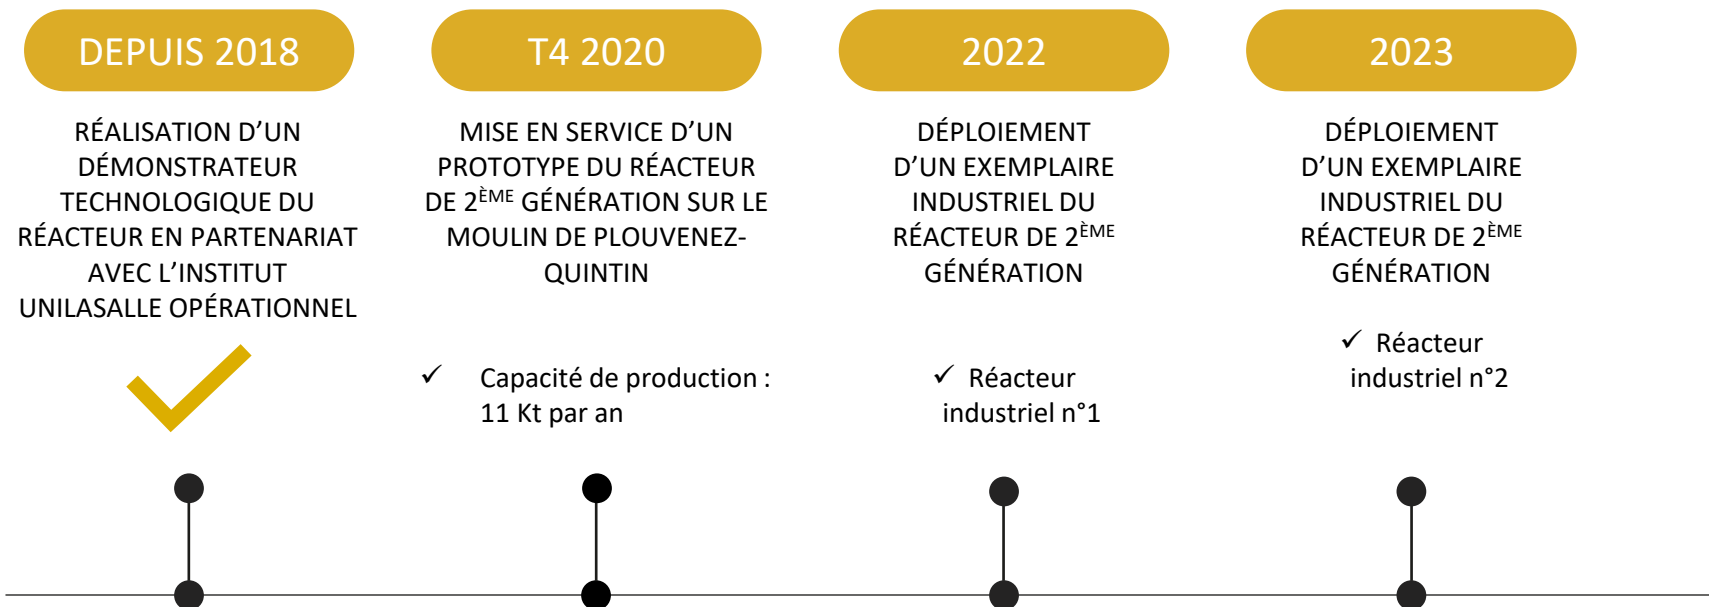 DEPUIS 2018
RÉALISATION D’UN
DÉMONSTRATEUR
TECHNOLOGIQUE DU
RÉACTEUR EN PARTENARIAT
AVEC L’INSTITUT
UNILASALLE OPÉRATIONNEL
T4 2020
MISE EN SERVICE D’UN
PROTOTYPE DU RÉACTEUR
DE 2ÈME GÉNÉRATION SUR LE
MOULIN DE PLOUVENEZ-
QUINTIN
✓ Capacité de production :
11 Kt par an
2022
DÉPLOIEMENT
D’UN EXEMPLAIRE
INDUSTRIEL DU
RÉACTEUR DE 2ÈME
GÉNÉRATION
✓ Réacteur
industriel n°1
2023
DÉPLOIEMENT
D’UN EXEMPLAIRE
INDUSTRIEL DU
RÉACTEUR DE 2ÈME
GÉNÉRATION
✓ Réacteur
industriel n°2